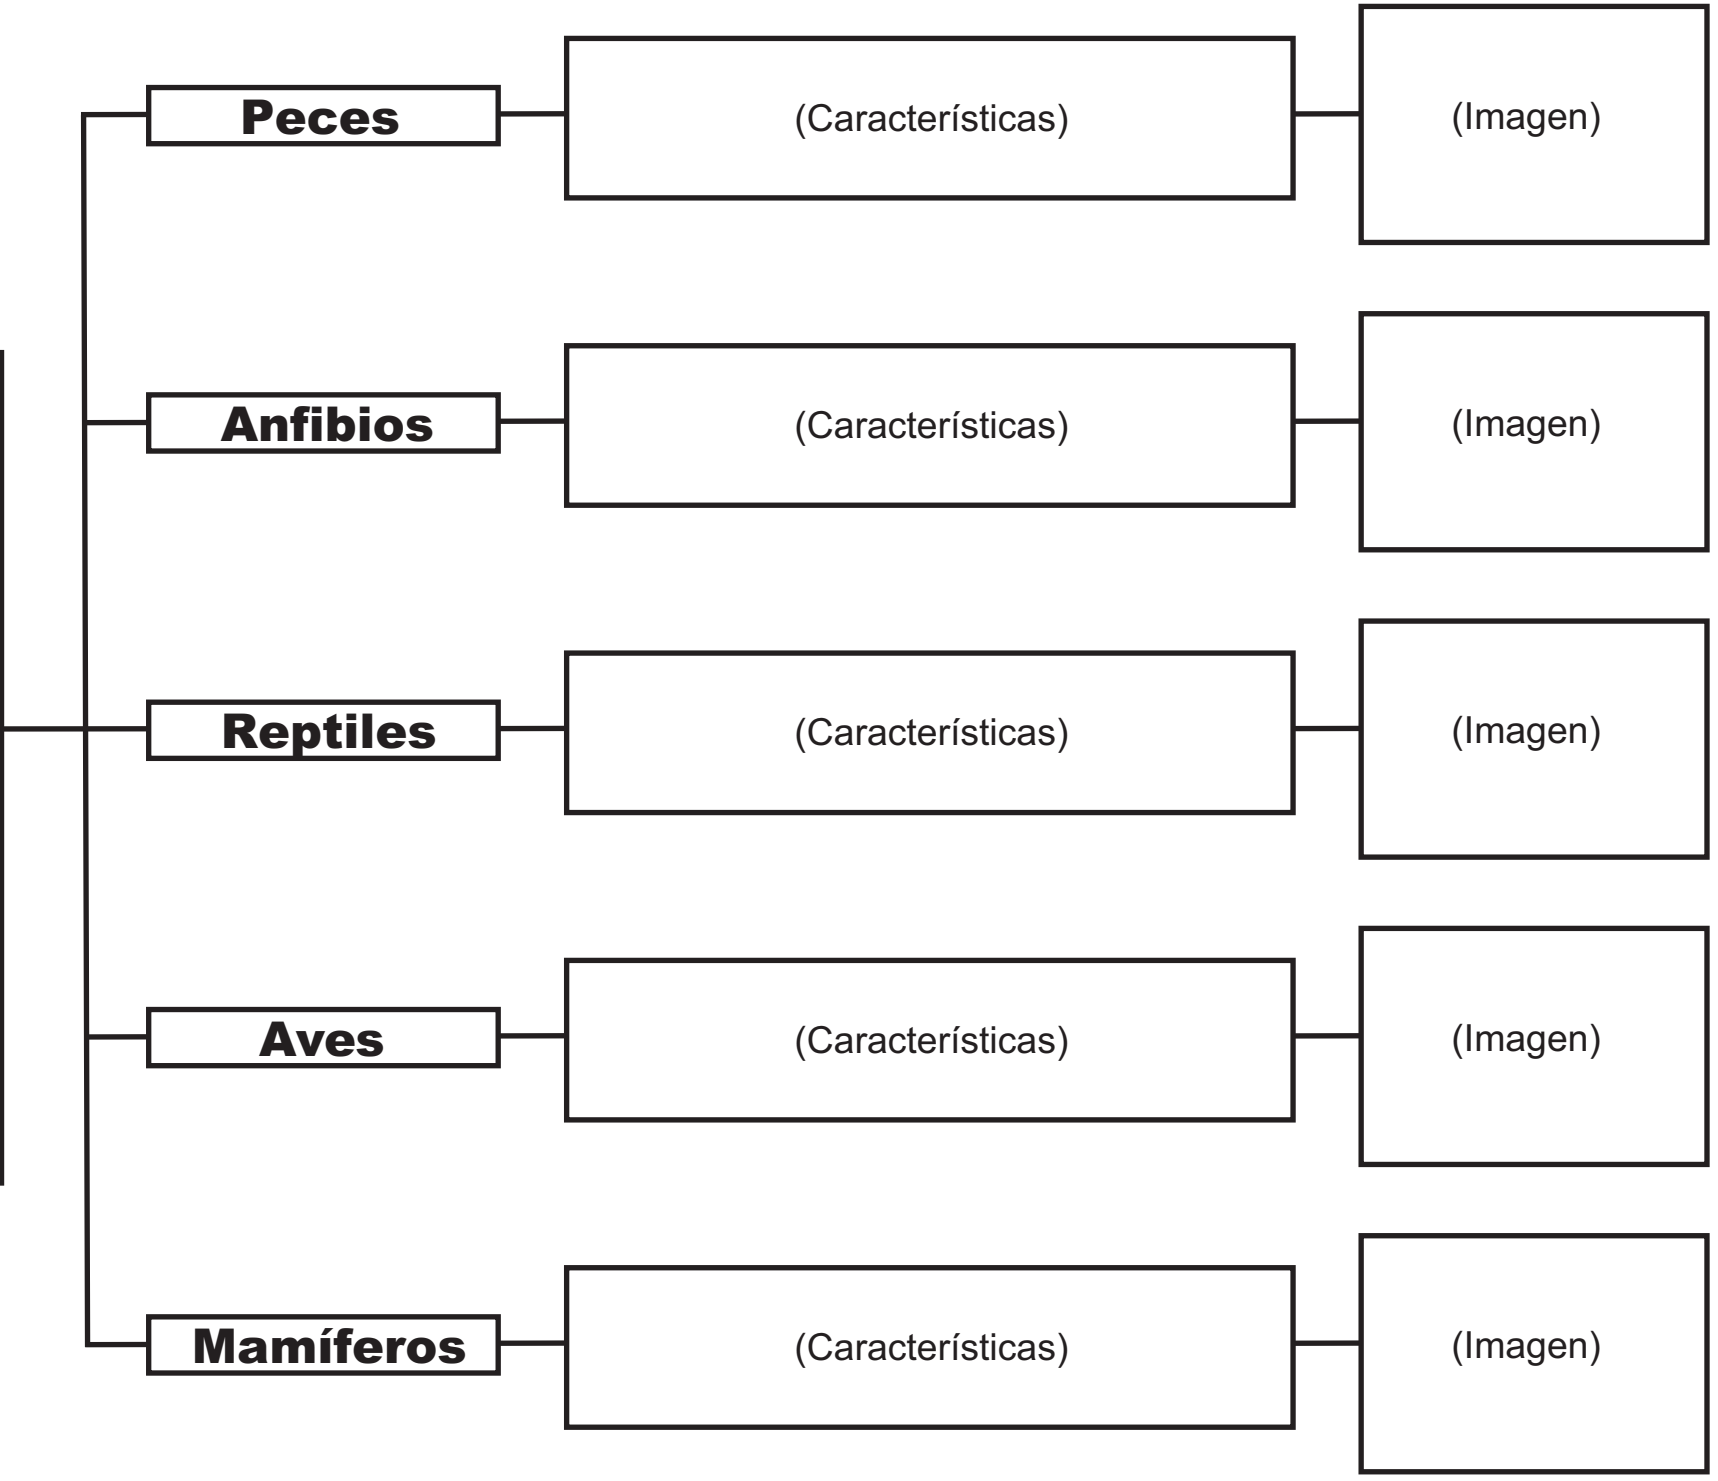 Peces
(Características)
(Imagen)
Anfibios
(Características)
(Imagen)
Reptiles
(Características)
(Imagen)
Aves
(Características)
(Imagen)
Mamíferos
(Características)
(Imagen)